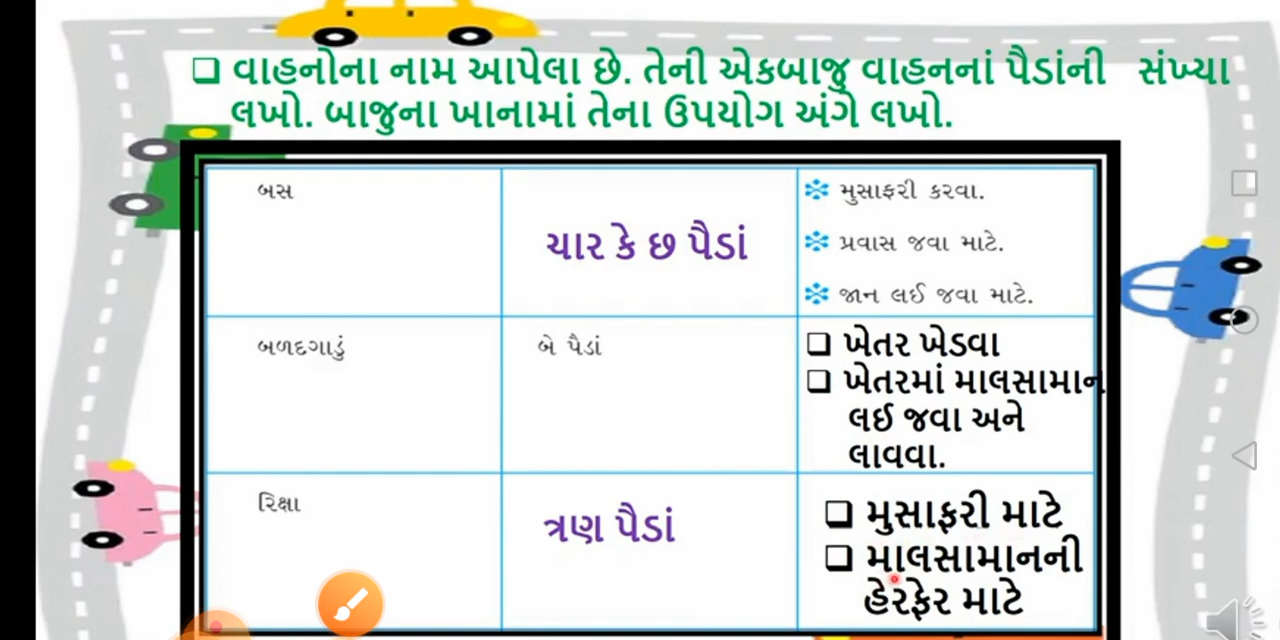 ❑ વાહનોના નામ આપેલા છે. તેની એકબાજુ વાહનનાં પૈડાંની સંખ્યા
લખો. બાજુના ખાનામાં તેના ઉપયોગ અંગે લખો.
બસ
ચાર કે છ પૈડાં
❇ મુસાફરી કરવા.
❇ પ્રવાસ જવા માટે.
❇ જાન લઈ જવા માટે.
બળદગાડું
બે પૈડાં
❑ ખેતર ખેડવા
❑ ખેતરમાં માલસામાન
લઈ જવા અને
લાવવા.
રિક્ષા
ત્રણ પૈડાં
❑ મુસાફરી માટે
❑ માલસામાનની
હેરફેર માટે